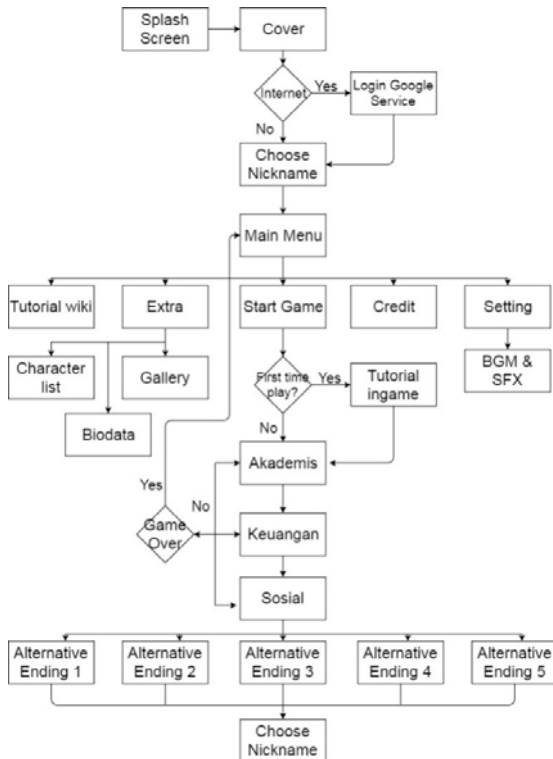 Splash
Screen
Cover
Internet
Yes
Login Google
Service
No
Choose
Nickname
Main Menu
Tutorial wiki
Extra
Start Game
Credit
Setting
Character
list
Gallery
Biodata
First time
play?
Yes
Tutorial
ingame
BGM &
SFX
No
Akademis
Yes
No
Game
Over
Keuangan
Sosial
Alternative
Ending 1
Alternative
Ending 2
Alternative
Ending 3
Alternative
Ending 4
Alternative
Ending 5
Choose
Nickname